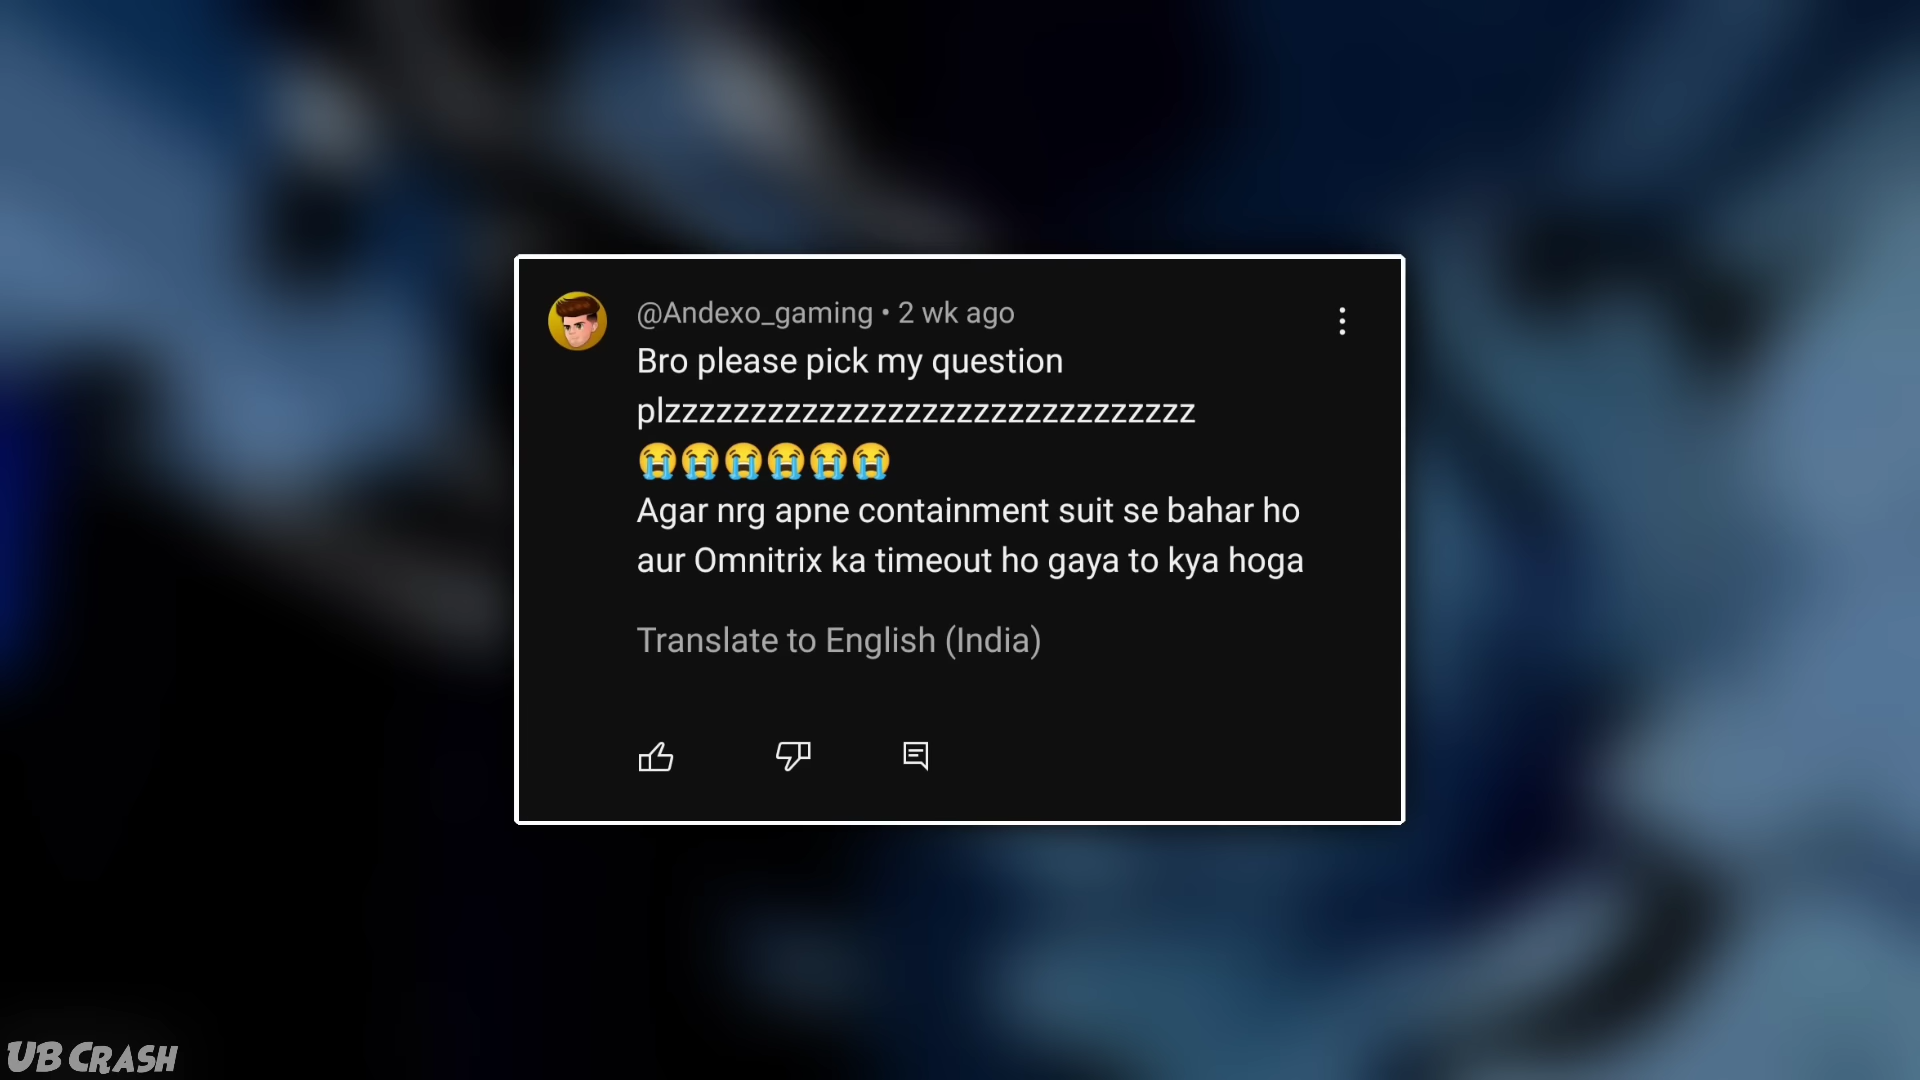 @Andexo_gaming • 2 wk ago
Bro please pick my question
plzzzzzzzzzzzzzzzzzzzzzzzzzzzzzzz
😭😭😭😭😭😭
Agar nrg apne containment suit se bahar ho
aur Omnitrix ka timeout ho gaya to kya hoga
Translate to English (India)
UB CRASH